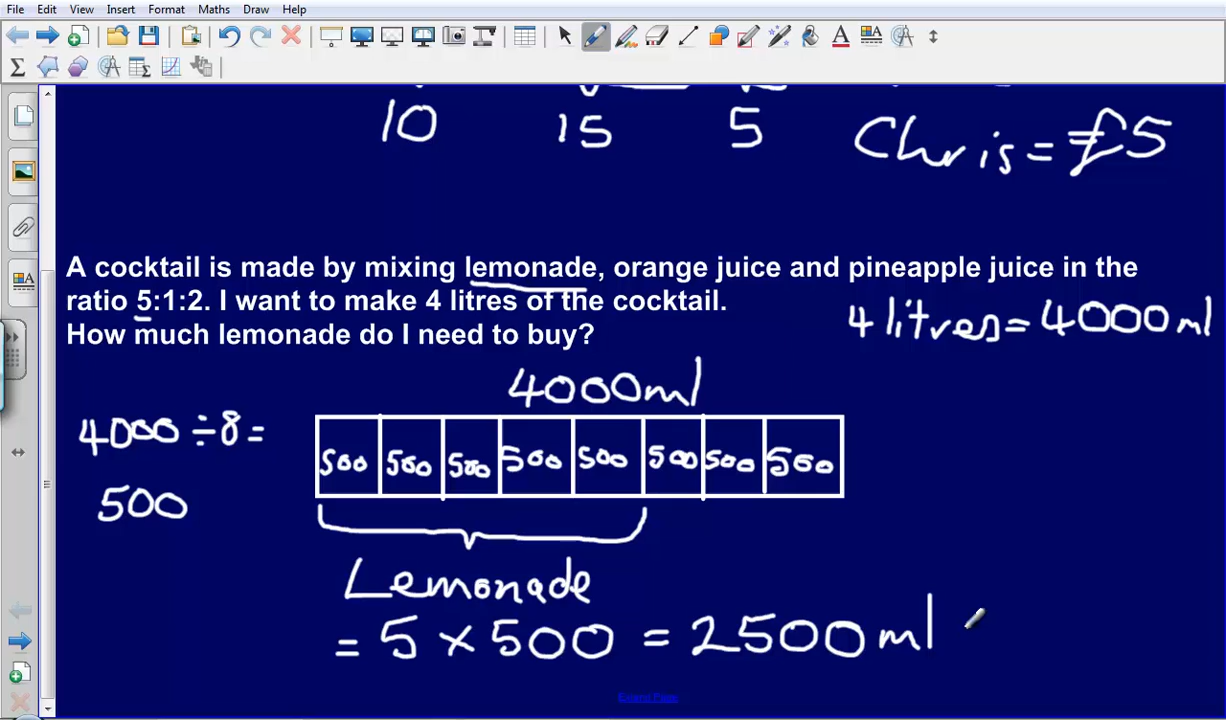 File Edit View Insert Format Maths Draw Help
10 15 5 Chris = £5
A cocktail is made by mixing lemonade, orange juice and pineapple juice in the
ratio 5:1:2. I want to make 4 litres of the cocktail.
4 litres = 4000 ml
How much lemonade do I need to buy?
4000ml
4000 ÷ 8 =
500 500 500 500 500 500 500 500
500
Lemonade
= 5 × 500 = 2500 ml
Extend Page